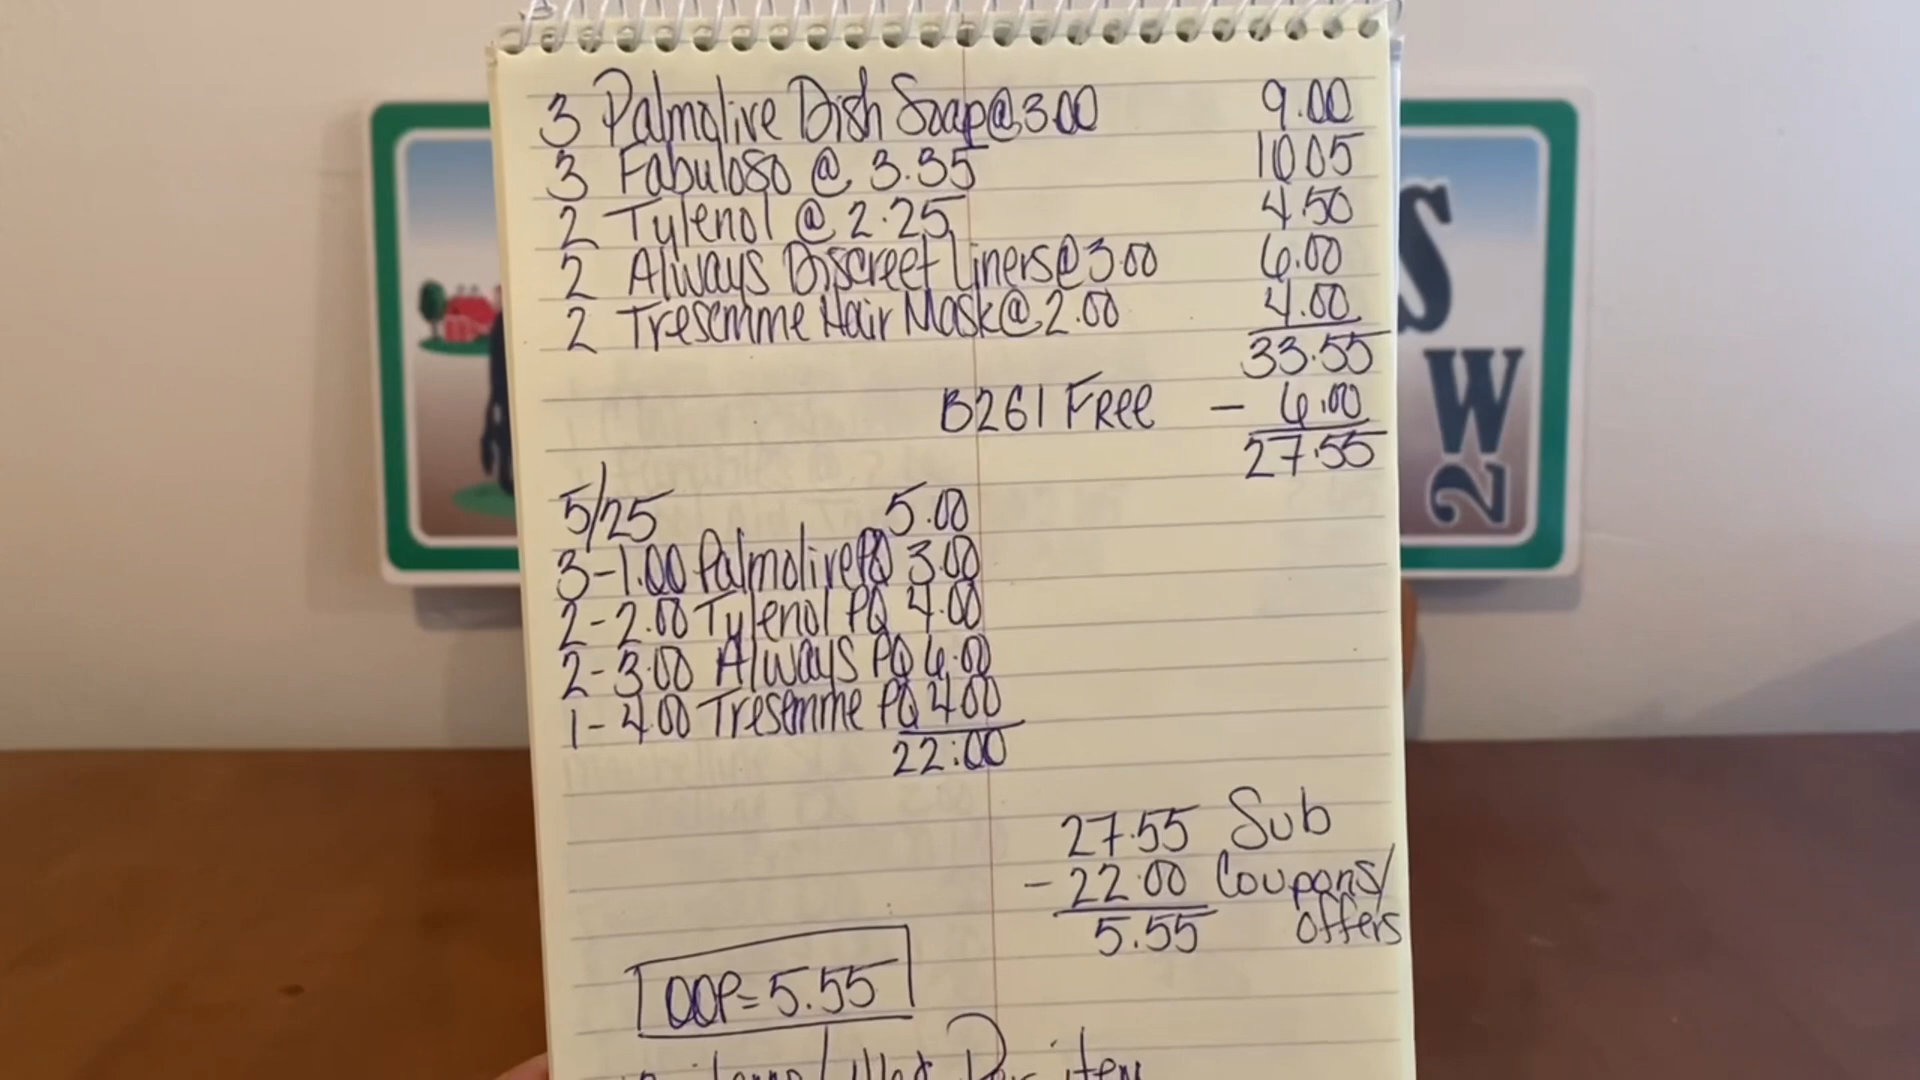 3 Palmolive Dish Soap@3.00 9.00
3 Fabuloso @ 3.35 10.05
2 Tylenol @ 2.25 4.50
2 Always Discreet Liners@3.00 6.00
2 Tresemme Hair Mask@2.00 4.00
33.55
B2G1 Free - 6.00
27.55
5/25 5.00
3-1.00 Palmolive PQ 3.00
2-2.00 Tylenol PQ 4.00
2-3.00 Always PQ 6.00
1-4.00 Tresemme PQ 4.00
22.00
27.55 Sub
- 22.00 Coupons/
offers
5.55
OOP=5.55
Per item
S
W
2